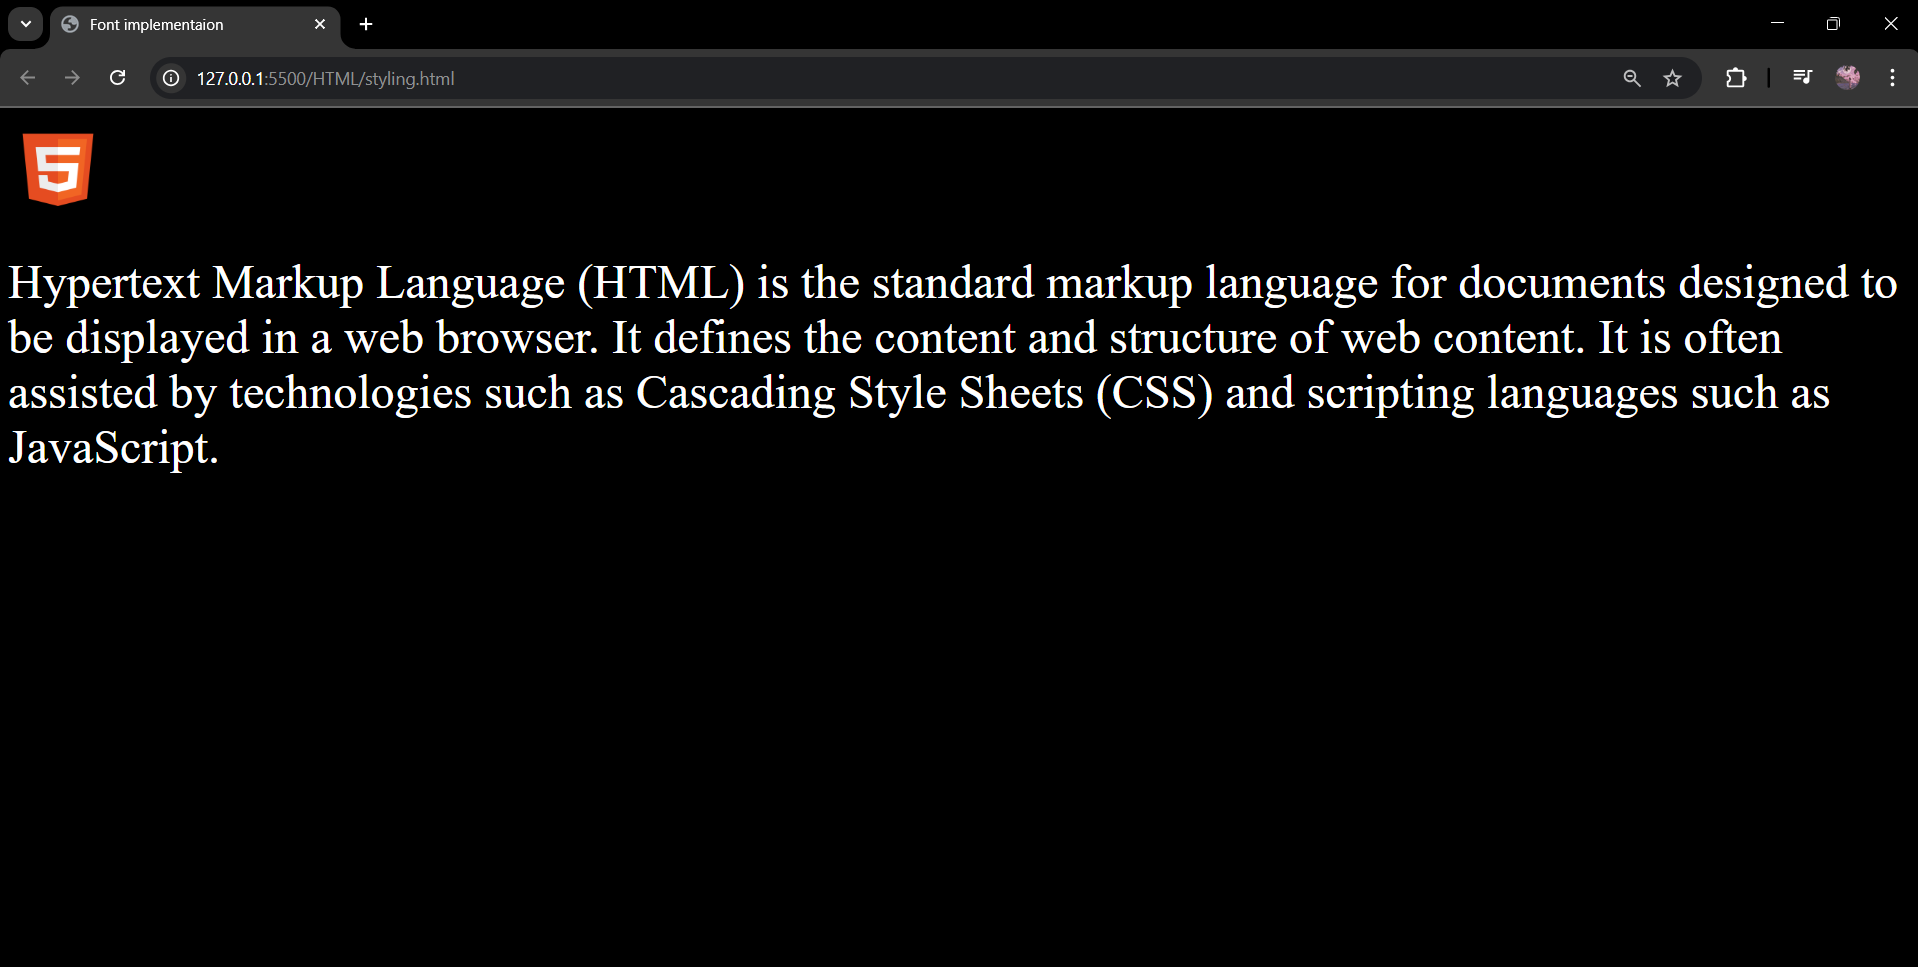 Font implementaion
127.0.0.1:5500/HTML/styling.html
5
Hypertext Markup Language (HTML) is the standard markup language for documents designed to
be displayed in a web browser. It defines the content and structure of web content. It is often
assisted by technologies such as Cascading Style Sheets (CSS) and scripting languages such as
JavaScript.